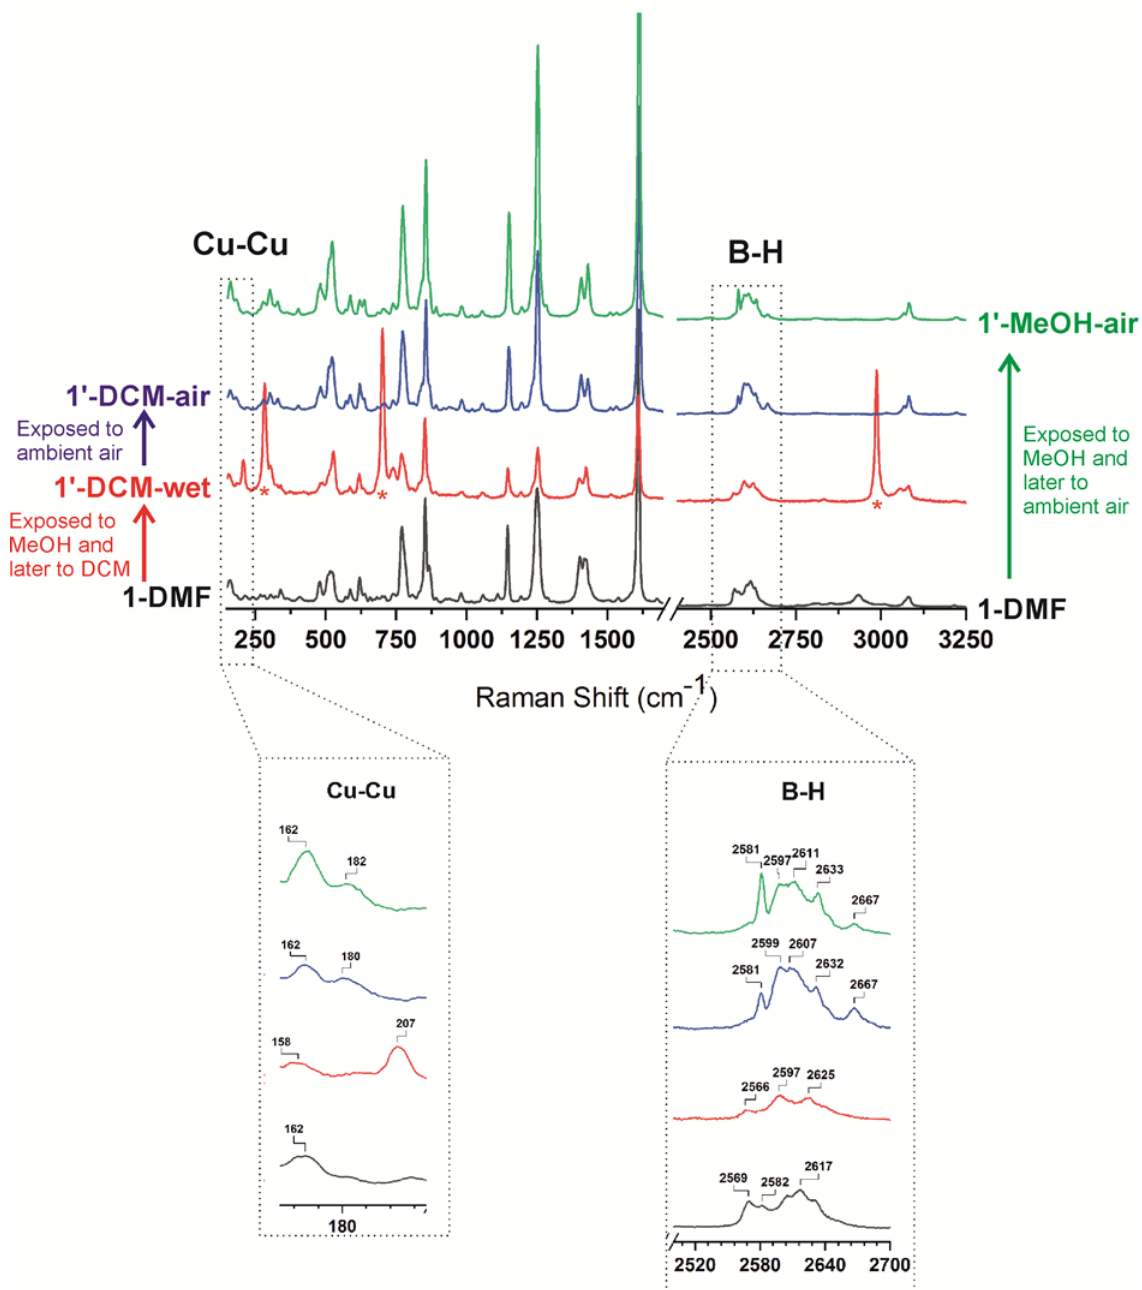 Cu-Cu
B-H
1'-MeOH-air
1'-DCM-air
Exposed to
ambient air
Exposed to
MeOH and
later to
ambient air
1'-DCM-wet
*
*
*
Exposed to
MeOH and
later to DCM
1-DMF
1-DMF
250 500 750 1000 1250 1500 2500 2750 3000 3250
Raman Shift (cm-1)
Cu-Cu
162
182
162
180
158
207
162
180
B-H
2581 2597 2611 2633 2667
2581 2599 2607 2632 2667
2566 2597 2625
2569 2582 2617
2520 2580 2640 2700